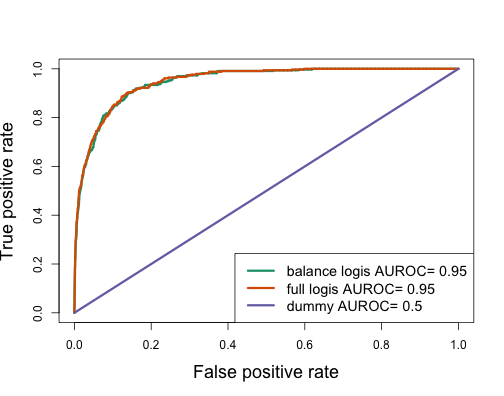 True positive rate
1.0
0.8
0.6
0.4
0.2
0.0
balance logis AUROC= 0.95
full logis AUROC= 0.95
dummy AUROC= 0.5
0.0 0.2 0.4 0.6 0.8 1.0
False positive rate